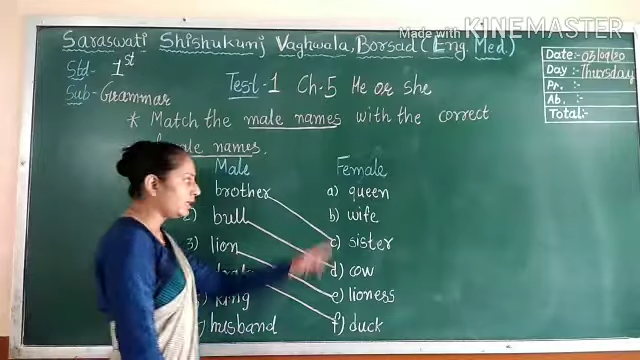 Made with KINEMASTER
Saraswati Shishukunj Vaghwala, Borsad (Eng. Med.)
Date:- 03/09/20
Day:- Thursday
Pr.:-
Ab.:-
Total:-
Std- 1st
Sub- Grammar
Test-1 Ch-5 He or she
* Match the male names with the correct
names.
Male Female
brother a) queen
2) bull b) wife
3) lion c) sister
d) cow
king e) lioness
husband f) duck